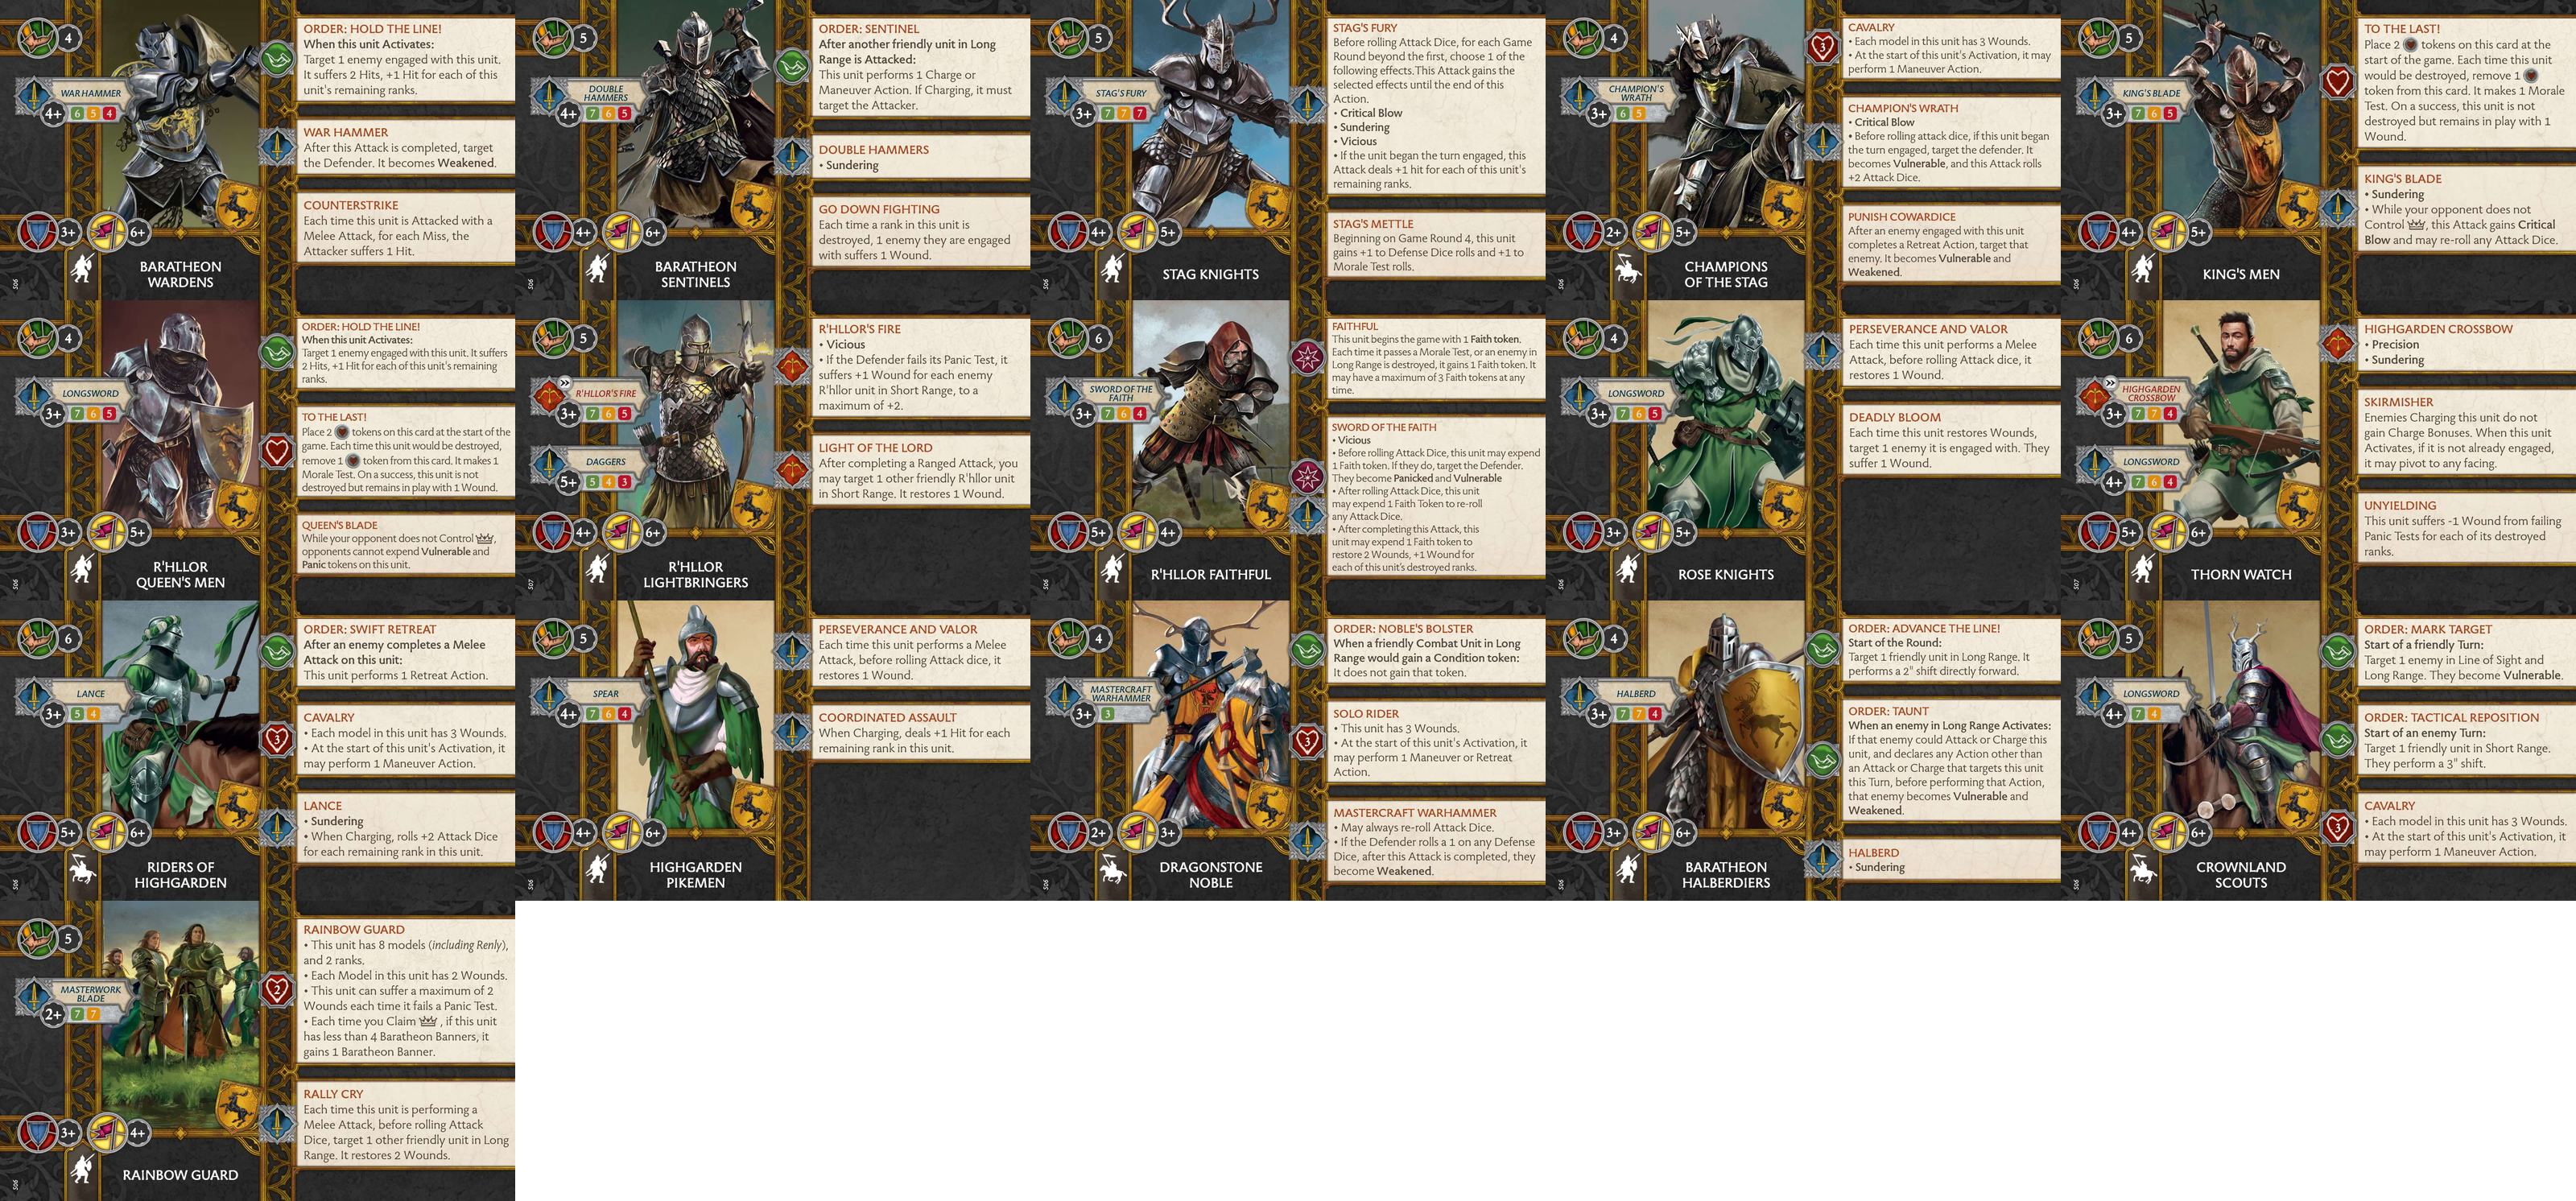 4
WAR HAMMER
4+ 6 5 4
3+ 6+
S06
BARATHEON
WARDENS
ORDER: HOLD THE LINE!
When this unit Activates:
Target 1 enemy engaged with this unit.
It suffers 2 Hits, +1 Hit for each of this
unit's remaining ranks.
WAR HAMMER
After this Attack is completed, target
the Defender. It becomes Weakened.
COUNTERSTRIKE
Each time this unit is Attacked with a
Melee Attack, for each Miss, the
Attacker suffers 1 Hit.
5
DOUBLE
HAMMERS
4+ 7 6 5
4+ 6+
S06
BARATHEON
SENTINELS
ORDER: SENTINEL
After another friendly unit in Long
Range is Attacked:
This unit performs 1 Charge or
Maneuver Action. If Charging, it must
target the Attacker.
DOUBLE HAMMERS
• Sundering
GO DOWN FIGHTING
Each time a rank in this unit is
destroyed, 1 enemy they are engaged
with suffers 1 Wound.
5
STAG'S FURY
3+ 7 7 7
4+ 5+
S06
STAG KNIGHTS
STAG'S FURY
Before rolling Attack Dice, for each Game
Round beyond the first, choose 1 of the
following effects.This Attack gains the
selected effects until the end of this
Action.
• Critical Blow
• Sundering
• Vicious
• If the unit began the turn engaged, this
Attack deals +1 hit for each of this unit's
remaining ranks.
STAG'S METTLE
Beginning on Game Round 4, this unit
gains +1 to Defense Dice rolls and +1 to
Morale Test rolls.
4
CHAMPION'S
WRATH
3+ 6 5
2+ 5+
S06
CHAMPIONS
OF THE STAG
3
CAVALRY
• Each model in this unit has 3 Wounds.
• At the start of this unit's Activation, it may
perform 1 Maneuver Action.
CHAMPION'S WRATH
• Critical Blow
• Before rolling attack dice, if this unit began
the turn engaged, target the defender. It
becomes Vulnerable, and this Attack rolls
+2 Attack Dice.
PUNISH COWARDICE
After an enemy engaged with this unit
completes a Retreat Action, target that
enemy. It becomes Vulnerable and
Weakened.
5
KING'S BLADE
3+ 7 6 5
4+ 5+
S06
KING'S MEN
TO THE LAST!
Place 2 tokens on this card at the
start of the game. Each time this unit
would be destroyed, remove 1
token from this card. It makes 1 Morale
Test. On a success, this unit is not
destroyed but remains in play with 1
Wound.
KING'S BLADE
• Sundering
• While your opponent does not
Control , this Attack gains Critical
Blow and may re-roll any Attack Dice.
4
LONGSWORD
3+ 7 6 5
3+ 5+
S06
R'HLLOR
QUEEN'S MEN
ORDER: HOLD THE LINE!
When this unit Activates:
Target 1 enemy engaged with this unit. It suffers
2 Hits, +1 Hit for each of this unit's remaining
ranks.
TO THE LAST!
Place 2 tokens on this card at the start of the
game. Each time this unit would be destroyed,
remove 1 token from this card. It makes 1
Morale Test. On a success, this unit is not
destroyed but remains in play with 1 Wound.
QUEEN'S BLADE
While your opponent does not Control ,
opponents cannot expend Vulnerable and
Panic tokens on this unit.
5
R'HLLOR'S FIRE
3+ 7 6 5
DAGGERS
5+ 5 4 3
4+ 6+
S07
R'HLLOR
LIGHTBRINGERS
R'HLLOR'S FIRE
• Vicious
• If the Defender fails its Panic Test, it
suffers +1 Wound for each enemy
R'hllor unit in Short Range, to a
maximum of +2.
LIGHT OF THE LORD
After completing a Ranged Attack, you
may target 1 other friendly R'hllor unit
in Short Range. It restores 1 Wound.
6
SWORD OF THE
FAITH
3+ 7 6 4
5+ 4+
S06
R'HLLOR FAITHFUL
FAITHFUL
This unit begins the game with 1 Faith token.
Each time it passes a Morale Test, or an enemy in
Long Range is destroyed, it gains 1 Faith token. It
may have a maximum of 3 Faith tokens at any
time.
SWORD OF THE FAITH
• Vicious
• Before rolling Attack Dice, this unit may expend
1 Faith token. If they do, target the Defender.
They become Panicked and Vulnerable
• After rolling Attack Dice, this unit
may expend 1 Faith Token to re-roll
any Attack Dice.
• After completing this Attack, this
unit may expend 1 Faith token to
restore 2 Wounds, +1 Wound for
each of this unit's destroyed ranks.
4
LONGSWORD
3+ 7 6 5
3+ 5+
S06
ROSE KNIGHTS
PERSEVERANCE AND VALOR
Each time this unit performs a Melee
Attack, before rolling Attack dice, it
restores 1 Wound.
DEADLY BLOOM
Each time this unit restores Wounds,
target 1 enemy it is engaged with. They
suffer 1 Wound.
6
HIGHGARDEN
CROSSBOW
3+ 7 7 4
LONGSWORD
4+ 7 6 4
5+ 6+
S07
THORN WATCH
HIGHGARDEN CROSSBOW
• Precision
• Sundering
SKIRMISHER
Enemies Charging this unit do not
gain Charge Bonuses. When this unit
Activates, if it is not already engaged,
it may pivot to any facing.
UNYIELDING
This unit suffers -1 Wound from failing
Panic Tests for each of its destroyed
ranks.
6
LANCE
3+ 5 4
5+ 6+
S06
RIDERS OF
HIGHGARDEN
ORDER: SWIFT RETREAT
After an enemy completes a Melee
Attack on this unit:
This unit performs 1 Retreat Action.
3
CAVALRY
• Each model in this unit has 3 Wounds.
• At the start of this unit's Activation, it
may perform 1 Maneuver Action.
LANCE
• Sundering
• When Charging, rolls +2 Attack Dice
for each remaining rank in this unit.
5
SPEAR
4+ 7 6 4
4+ 6+
S06
HIGHGARDEN
PIKEMEN
PERSEVERANCE AND VALOR
Each time this unit performs a Melee
Attack, before rolling Attack dice, it
restores 1 Wound.
COORDINATED ASSAULT
When Charging, deals +1 Hit for each
remaining rank in this unit.
4
MASTERCRAFT
WARHAMMER
3+ 3
2+ 3+
S06
DRAGONSTONE
NOBLE
ORDER: NOBLE'S BOLSTER
When a friendly Combat Unit in Long
Range would gain a Condition token:
It does not gain that token.
3
SOLO RIDER
• This unit has 3 Wounds.
• At the start of this unit's Activation, it
may perform 1 Maneuver or Retreat
Action.
MASTERCRAFT WARHAMMER
• May always re-roll Attack Dice.
• If the Defender rolls a 1 on any Defense
Dice, after this Attack is completed, they
become Weakened.
4
HALBERD
3+ 7 7 4
3+ 6+
S06
BARATHEON
HALBERDIERS
ORDER: ADVANCE THE LINE!
Start of the Round:
Target 1 friendly unit in Long Range. It
performs a 2" shift directly forward.
ORDER: TAUNT
When an enemy in Long Range Activates:
If that enemy could Attack or Charge this
unit, and declares any Action other than
an Attack or Charge that targets this unit
this Turn, before performing that Action,
that enemy becomes Vulnerable and
Weakened.
HALBERD
• Sundering
5
LONGSWORD
4+ 7 4
4+ 6+
S06
CROWNLAND
SCOUTS
ORDER: MARK TARGET
Start of a friendly Turn:
Target 1 enemy in Line of Sight and
Long Range. They become Vulnerable.
ORDER: TACTICAL REPOSITION
Start of an enemy Turn:
Target 1 friendly unit in Short Range.
They perform a 3" shift.
3
CAVALRY
• Each model in this unit has 3 Wounds.
• At the start of this unit's Activation, it
may perform 1 Maneuver Action.
5
MASTERWORK
BLADE
2+ 7 7
3+ 4+
S06
RAINBOW GUARD
2
RAINBOW GUARD
• This unit has 8 models (including Renly),
and 2 ranks.
• Each Model in this unit has 2 Wounds.
• This unit can suffer a maximum of 2
Wounds each time it fails a Panic Test.
• Each time you Claim , if this unit
has less than 4 Baratheon Banners, it
gains 1 Baratheon Banner.
RALLY CRY
Each time this unit is performing a
Melee Attack, before rolling Attack
Dice, target 1 other friendly unit in Long
Range. It restores 2 Wounds.